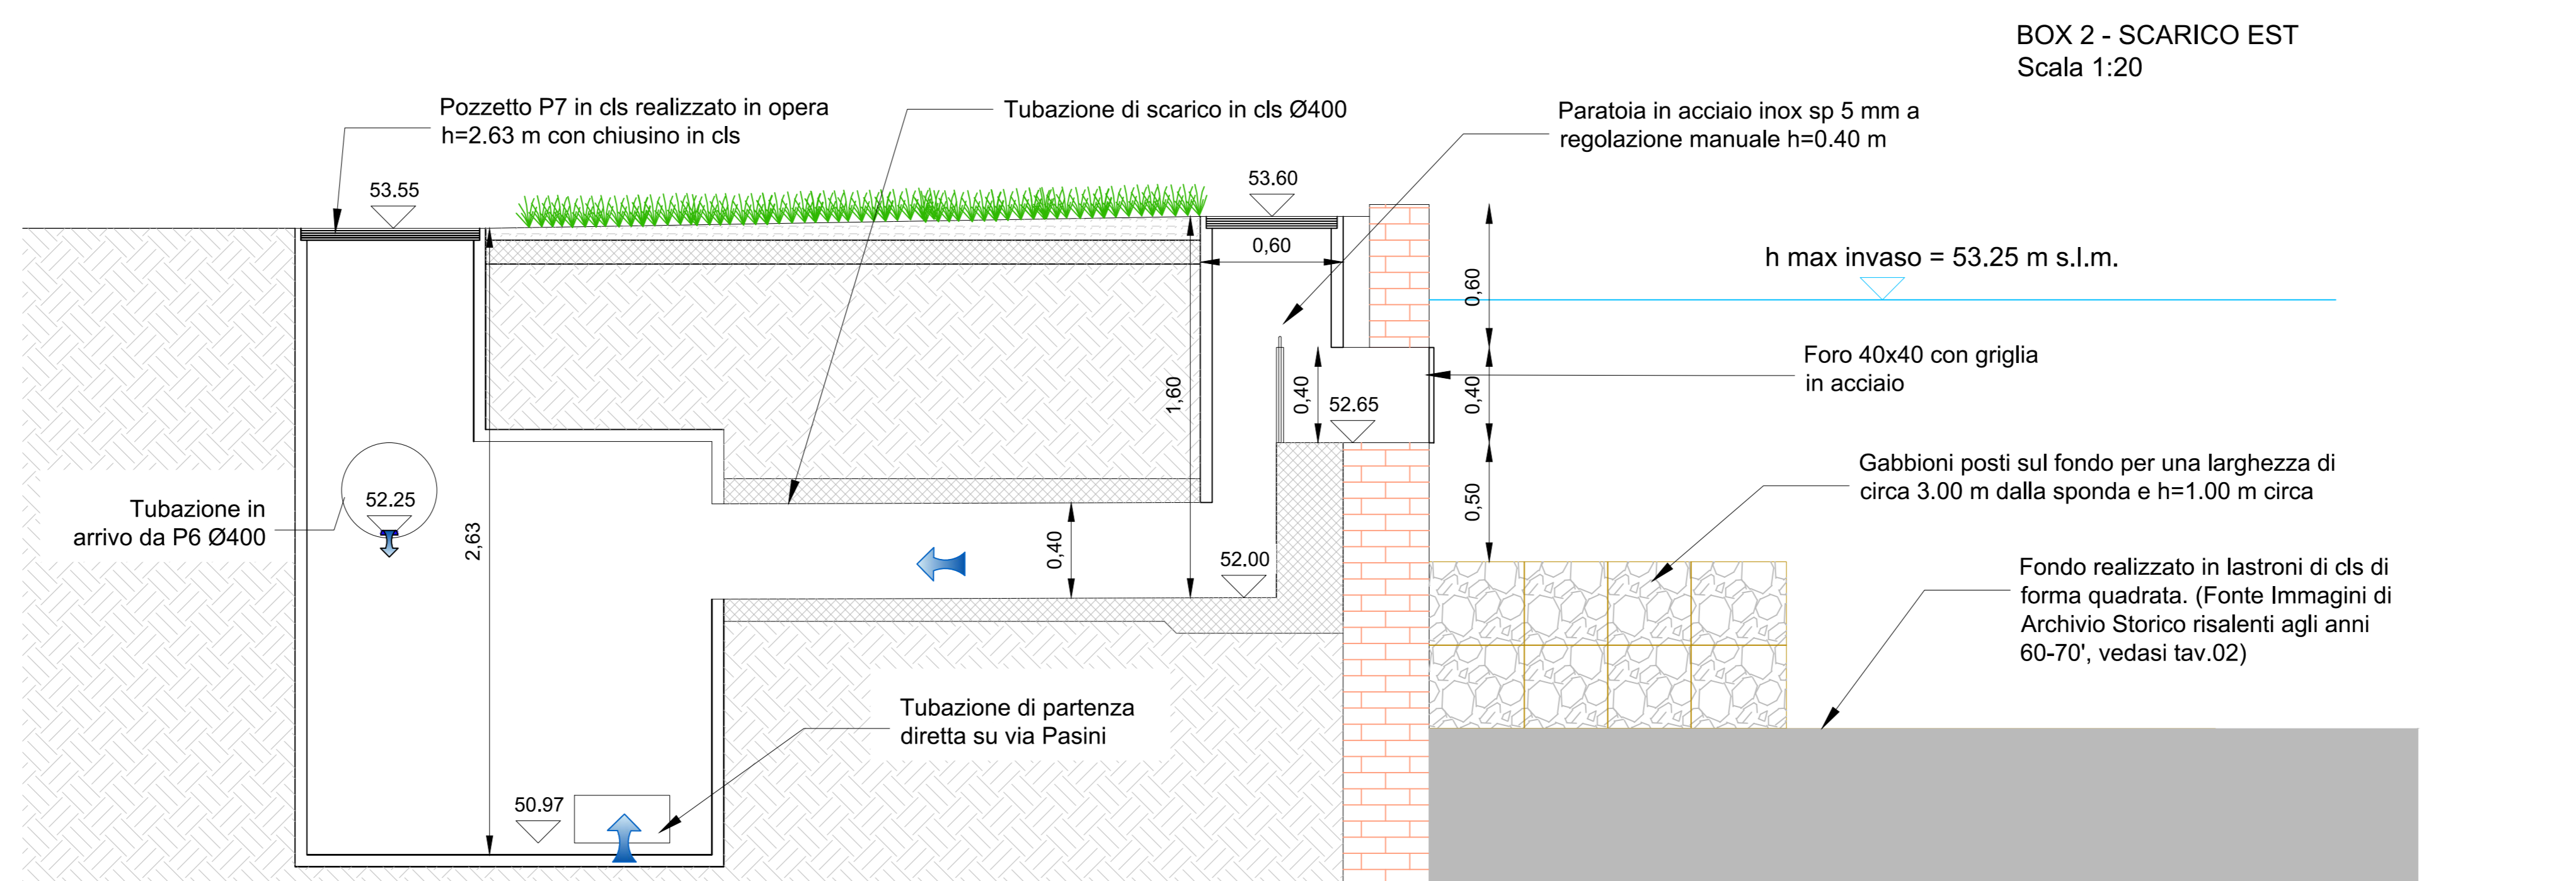 BOX 2 - SCARICO EST
Scala 1:20
Pozzetto P7 in cls realizzato in opera
h=2.63 m con chiusino in cls
Tubazione di scarico in cls Ø400
Paratoia in acciaio inox sp 5 mm a
regolazione manuale h=0.40 m
53.55
53.60
0,60
h max invaso = 53.25 m s.l.m.
0,60
Foro 40x40 con griglia
in acciaio
0,40
0,40
1,60
52.65
Gabbioni posti sul fondo per una larghezza di
circa 3.00 m dalla sponda e h=1.00 m circa
0,50
Tubazione in
arrivo da P6 Ø400
52.25
2,63
0,40
52.00
Fondo realizzato in lastroni di cls di
forma quadrata. (Fonte Immagini di
Archivio Storico risalenti agli anni
60-70', vedasi tav.02)
Tubazione di partenza
diretta su via Pasini
50.97